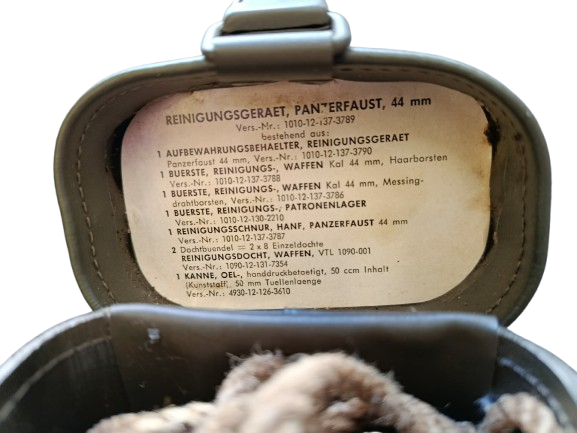 REINIGUNGSGERAET, PANZERFAUST, 44 mm
Vers.-Nr.: 1010-12-137-3789
bestehend aus:
1 AUFBEWAHRUNGSBEHAELTER, REINIGUNGSGERAET
Panzerfaust 44 mm, Vers.-Nr.: 1010-12-137-3790
1 BUERSTE, REINIGUNGS-, WAFFEN Kal 44 mm, Haarborsten
Vers.-Nr.: 1010-12-137-3788
1 BUERSTE, REINIGUNGS-, WAFFEN Kal 44 mm, Messing-
drahtborsten, Vers.-Nr.: 1010-12-137-3786
1 BUERSTE, REINIGUNGS-, PATRONENLAGER
Vers.-Nr.: 1010-12-130-2210
1 REINIGUNGSSCHNUR, HANF, PANZERFAUST 44 mm
Vers.-Nr.: 1010-12-137-3787
2 Dochtbuendel = 2 x 8 Einzeldochte
REINIGUNGSDOCHT, WAFFEN, VTL 1090-001
Vers.-Nr.: 1090-12-131-7354
1 KANNE, OEL-, handdruckbetaetigt, 50 ccm Inhalt
(Kunststoff), 50 mm Tuellenlaenge
Vers.-Nr.: 4930-12-126-3610